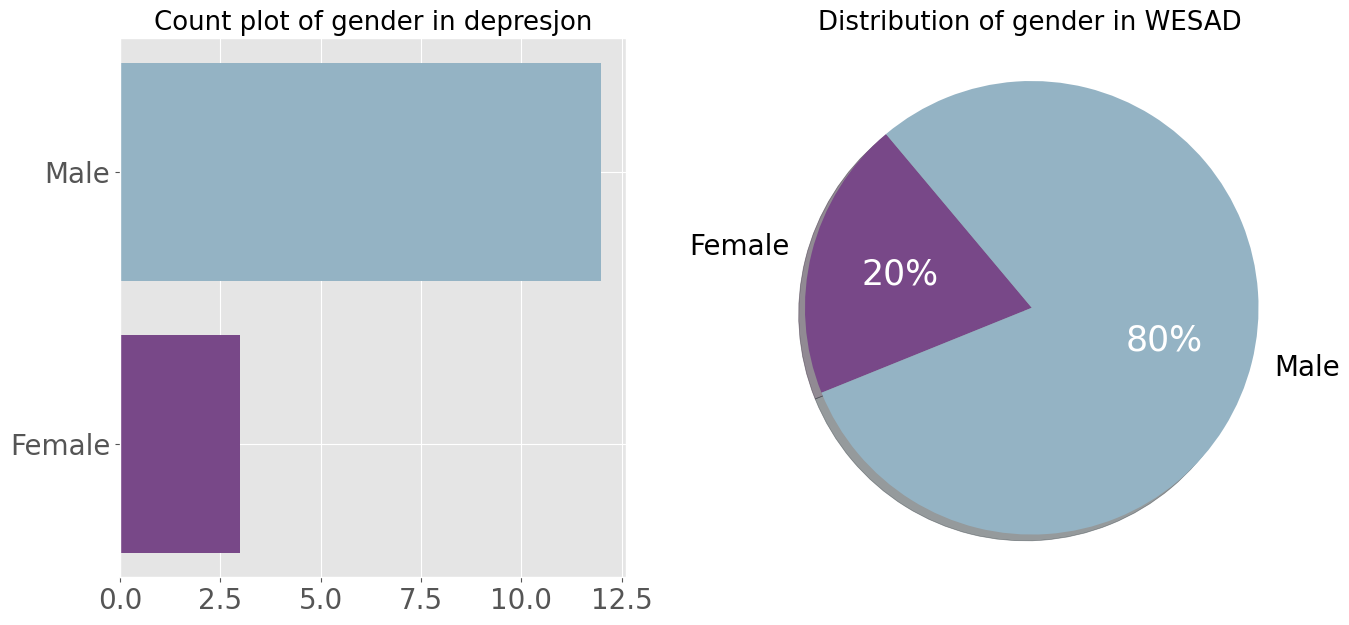 Count plot of gender in depresjon
Male
Female
0.0 2.5 5.0 7.5 10.0 12.5
Distribution of gender in WESAD
Female
20%
80%
Male